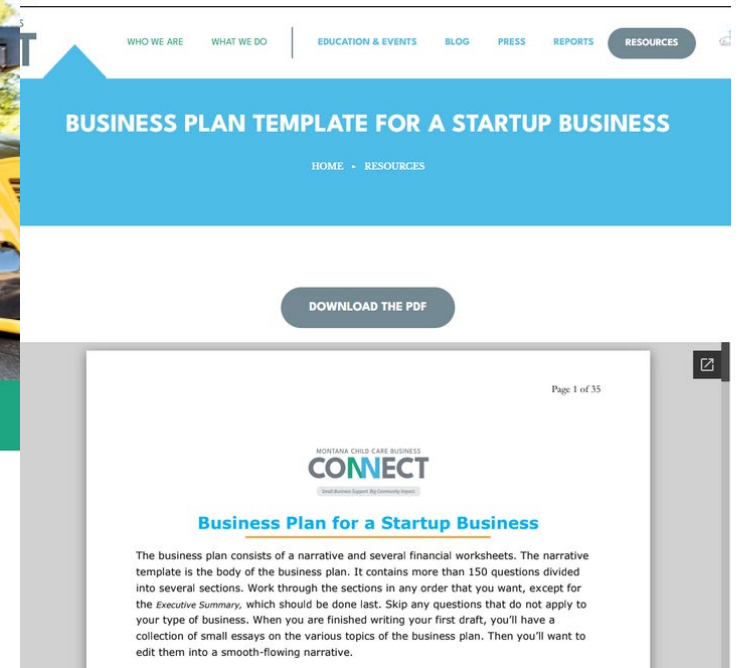 S
T
WHO WE ARE
WHAT WE DO
EDUCATION & EVENTS
BLOG
PRESS
REPORTS
RESOURCES
BUSINESS PLAN TEMPLATE FOR A STARTUP BUSINESS
HOME • RESOURCES
DOWNLOAD THE PDF
Page 1 of 35
MONTANA CHILD CARE BUSINESS
CONNECT
Small Business Support. Big Community Impact.
Business Plan for a Startup Business
The business plan consists of a narrative and several financial worksheets. The narrative
template is the body of the business plan. It contains more than 150 questions divided
into several sections. Work through the sections in any order that you want, except for
the Executive Summary, which should be done last. Skip any questions that do not apply to
your type of business. When you are finished writing your first draft, you’ll have a
collection of small essays on the various topics of the business plan. Then you’ll want to
edit them into a smooth-flowing narrative.